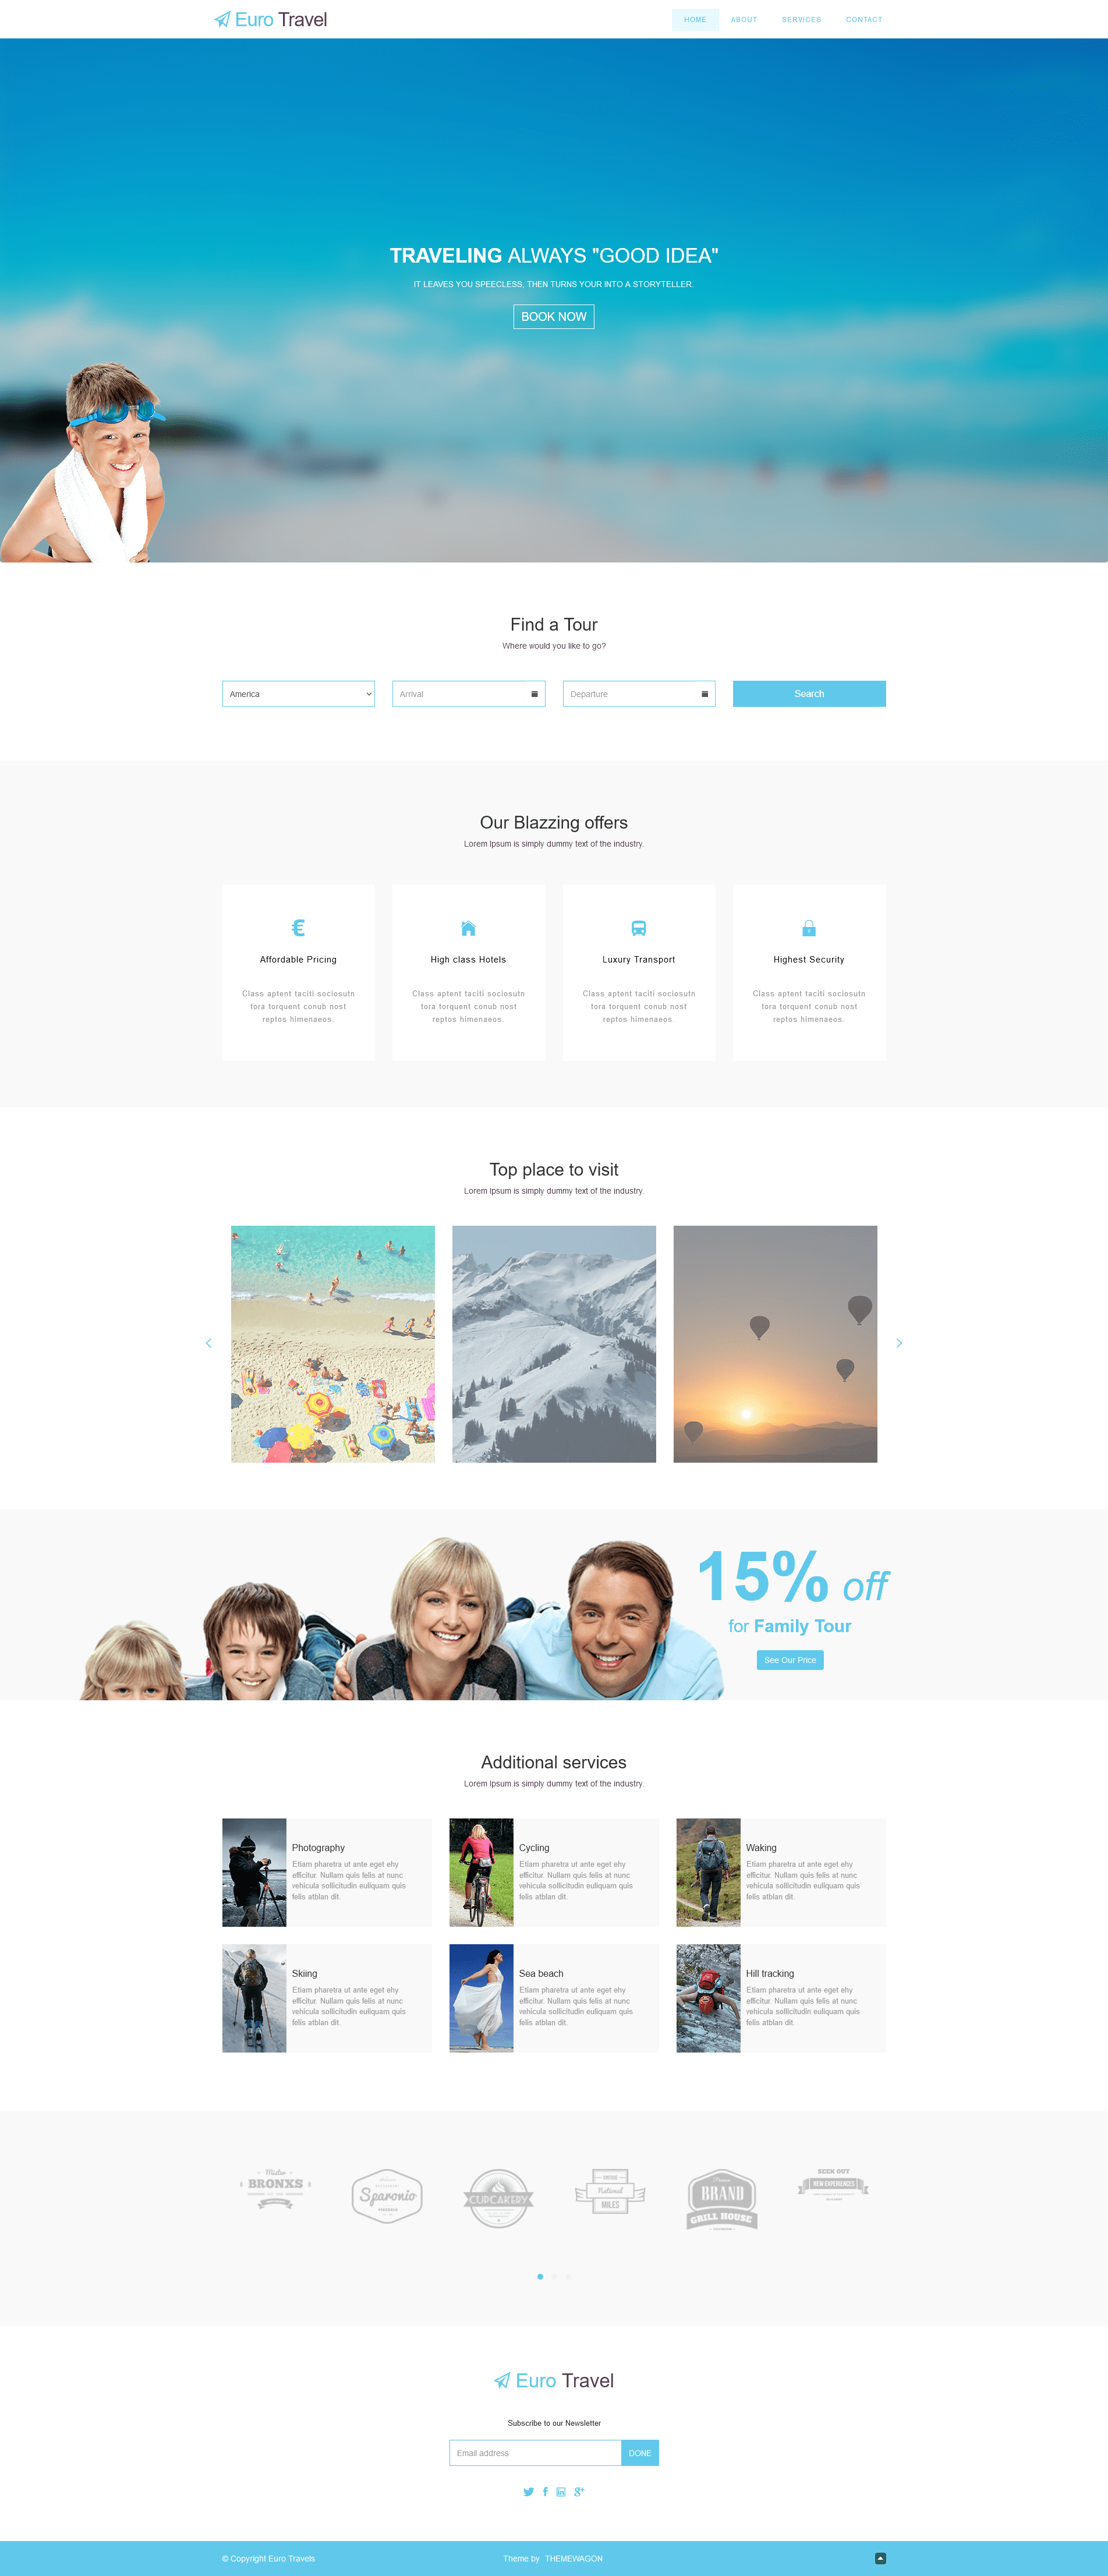 Euro Travel
HOME ABOUT SERVICES CONTACT
TRAVELING ALWAYS "GOOD IDEA"
IT LEAVES YOU SPEECLESS, THEN TURNS YOUR INTO A STORYTELLER.
BOOK NOW
Find a Tour
Where would you like to go?
America Arrival Departure Search
Our Blazzing offers
Lorem Ipsum is simply dummy text of the industry.
€
Affordable Pricing
Class aptent taciti sociosutn
tora torquent conub nost
reptos himenaeos.
High class Hotels
Class aptent taciti sociosutn
tora torquent conub nost
reptos himenaeos.
Luxury Transport
Class aptent taciti sociosutn
tora torquent conub nost
reptos himenaeos.
Highest Security
Class aptent taciti sociosutn
tora torquent conub nost
reptos himenaeos.
Top place to visit
Lorem Ipsum is simply dummy text of the industry.
15% off
for Family Tour
See Our Price
Additional services
Lorem Ipsum is simply dummy text of the industry.
Photography
Etiam pharetra ut ante eget ehy
efficitur. Nullam quis felis at nunc
vehicula sollicitudin euliquam quis
felis atblan dit.
Cycling
Etiam pharetra ut ante eget ehy
efficitur. Nullam quis felis at nunc
vehicula sollicitudin euliquam quis
felis atblan dit.
Waking
Etiam pharetra ut ante eget ehy
efficitur. Nullam quis felis at nunc
vehicula sollicitudin euliquam quis
felis atblan dit.
Skiing
Etiam pharetra ut ante eget ehy
efficitur. Nullam quis felis at nunc
vehicula sollicitudin euliquam quis
felis atblan dit.
Sea beach
Etiam pharetra ut ante eget ehy
efficitur. Nullam quis felis at nunc
vehicula sollicitudin euliquam quis
felis atblan dit.
Hill tracking
Etiam pharetra ut ante eget ehy
efficitur. Nullam quis felis at nunc
vehicula sollicitudin euliquam quis
felis atblan dit.
Mister
BRONXS
Sparonio
CUPCAKERY
National
MILES
BRAND
GRILL HOUSE
SEEK OUT
NEW EXPERIENCES
Euro Travel
Subscribe to our Newsletter
Email address DONE
© Copyright Euro Travels
Theme by THEMEWAGON